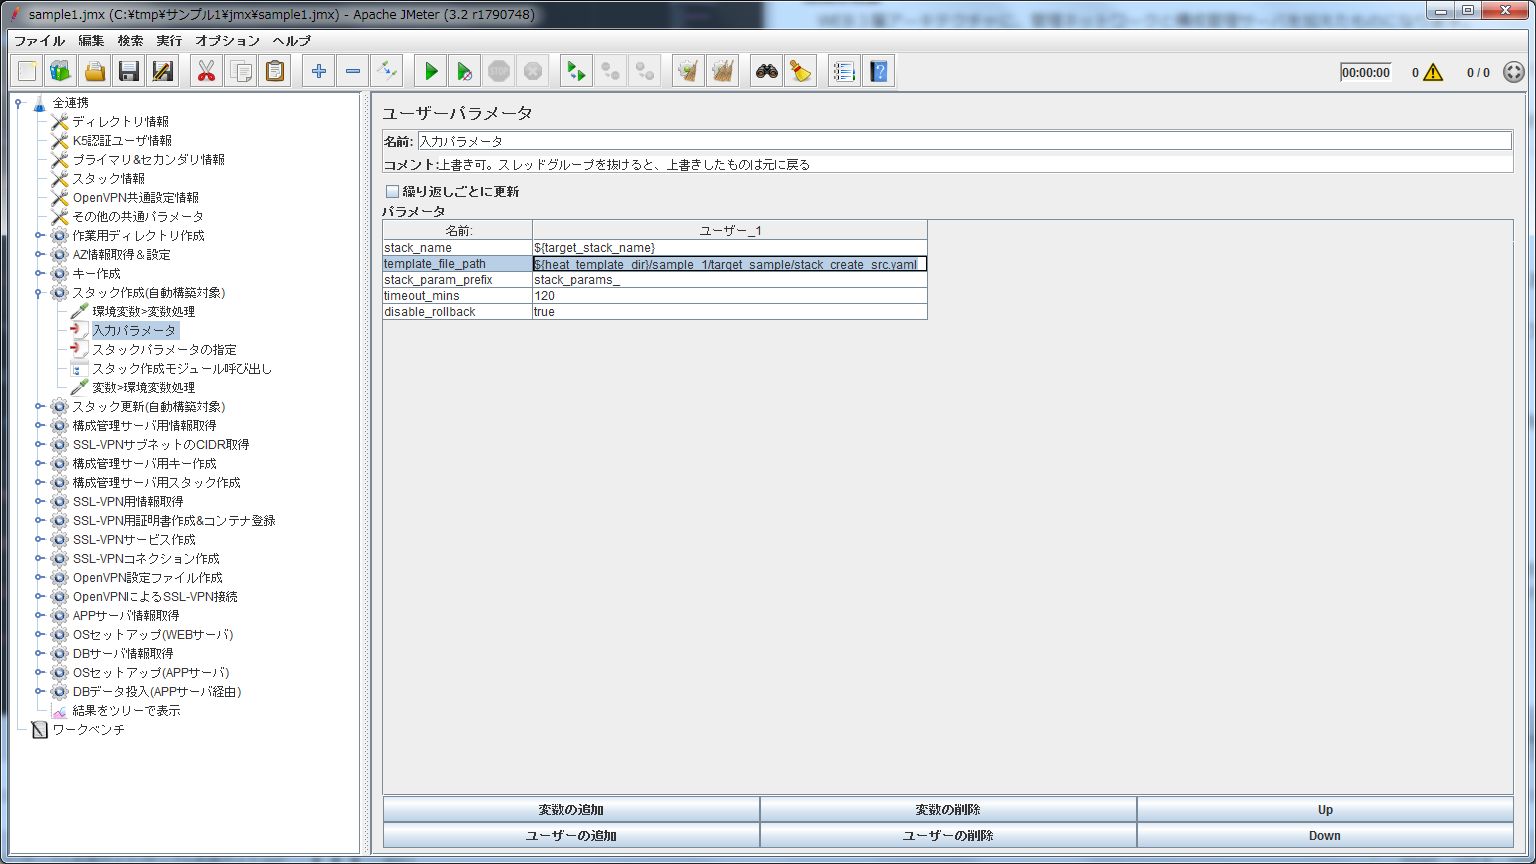 sample1.jmx (C:¥tmp¥サンプル1¥jmx¥sample1.jmx) - Apache JMeter (3.2 r1790748)
ファイル 編集 検索 実行 オプション ヘルプ
00:00:00 0 0 / 0
全連携
ディレクトリ情報
K5認証ユーザ情報
プライマリ&セカンダリ情報
スタック情報
OpenVPN共通設定情報
その他の共通パラメータ
作業用ディレクトリ作成
AZ情報取得＆設定
キー作成
スタック作成(自動構築対象)
環境変数>変数処理
入力パラメータ
スタックパラメータの指定
スタック作成モジュール呼び出し
変数>環境変数処理
スタック更新(自動構築対象)
構成管理サーバ用情報取得
SSL-VPNサブネットのCIDR取得
構成管理サーバ用キー作成
構成管理サーバ用スタック作成
SSL-VPN用情報取得
SSL-VPN用証明書作成&コンテナ登録
SSL-VPNサービス作成
SSL-VPNコネクション作成
OpenVPN設定ファイル作成
OpenVPNによるSSL-VPN接続
APPサーバ情報取得
OSセットアップ(WEBサーバ)
DBサーバ情報取得
OSセットアップ(APPサーバ)
DBデータ投入(APPサーバ経由)
結果をツリーで表示
ワークベンチ
ユーザーパラメータ
名前: 入力パラメータ
コメント:上書き可。スレッドグループを抜けると、上書きしたものは元に戻る
繰り返しごとに更新
パラメータ
名前: ユーザー_1
stack_name ${target_stack_name}
template_file_path ${heat_template_dir}/sample_1/target_sample/stack_create_src.yaml
stack_param_prefix stack_params_
timeout_mins 120
disable_rollback true
変数の追加 変数の削除 Up
ユーザーの追加 ユーザーの削除 Down